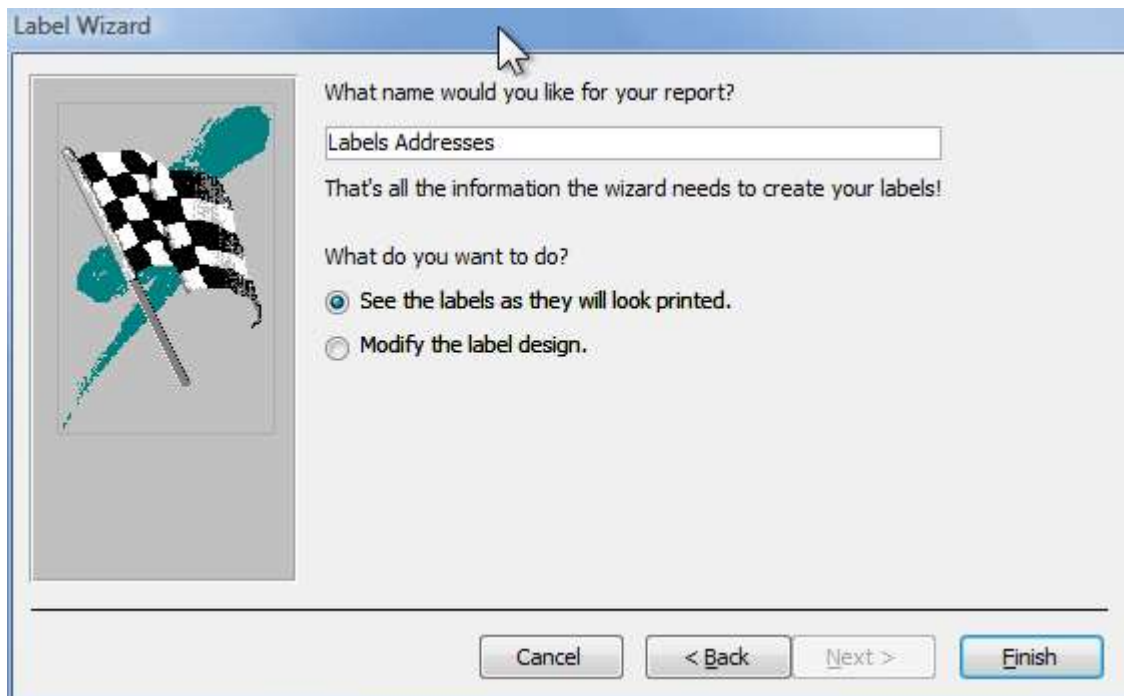 Label Wizard
What name would you like for your report?
Labels Addresses
That's all the information the wizard needs to create your labels!
What do you want to do?
See the labels as they will look printed.
Modify the label design.
Cancel
< Back
Next >
Finish